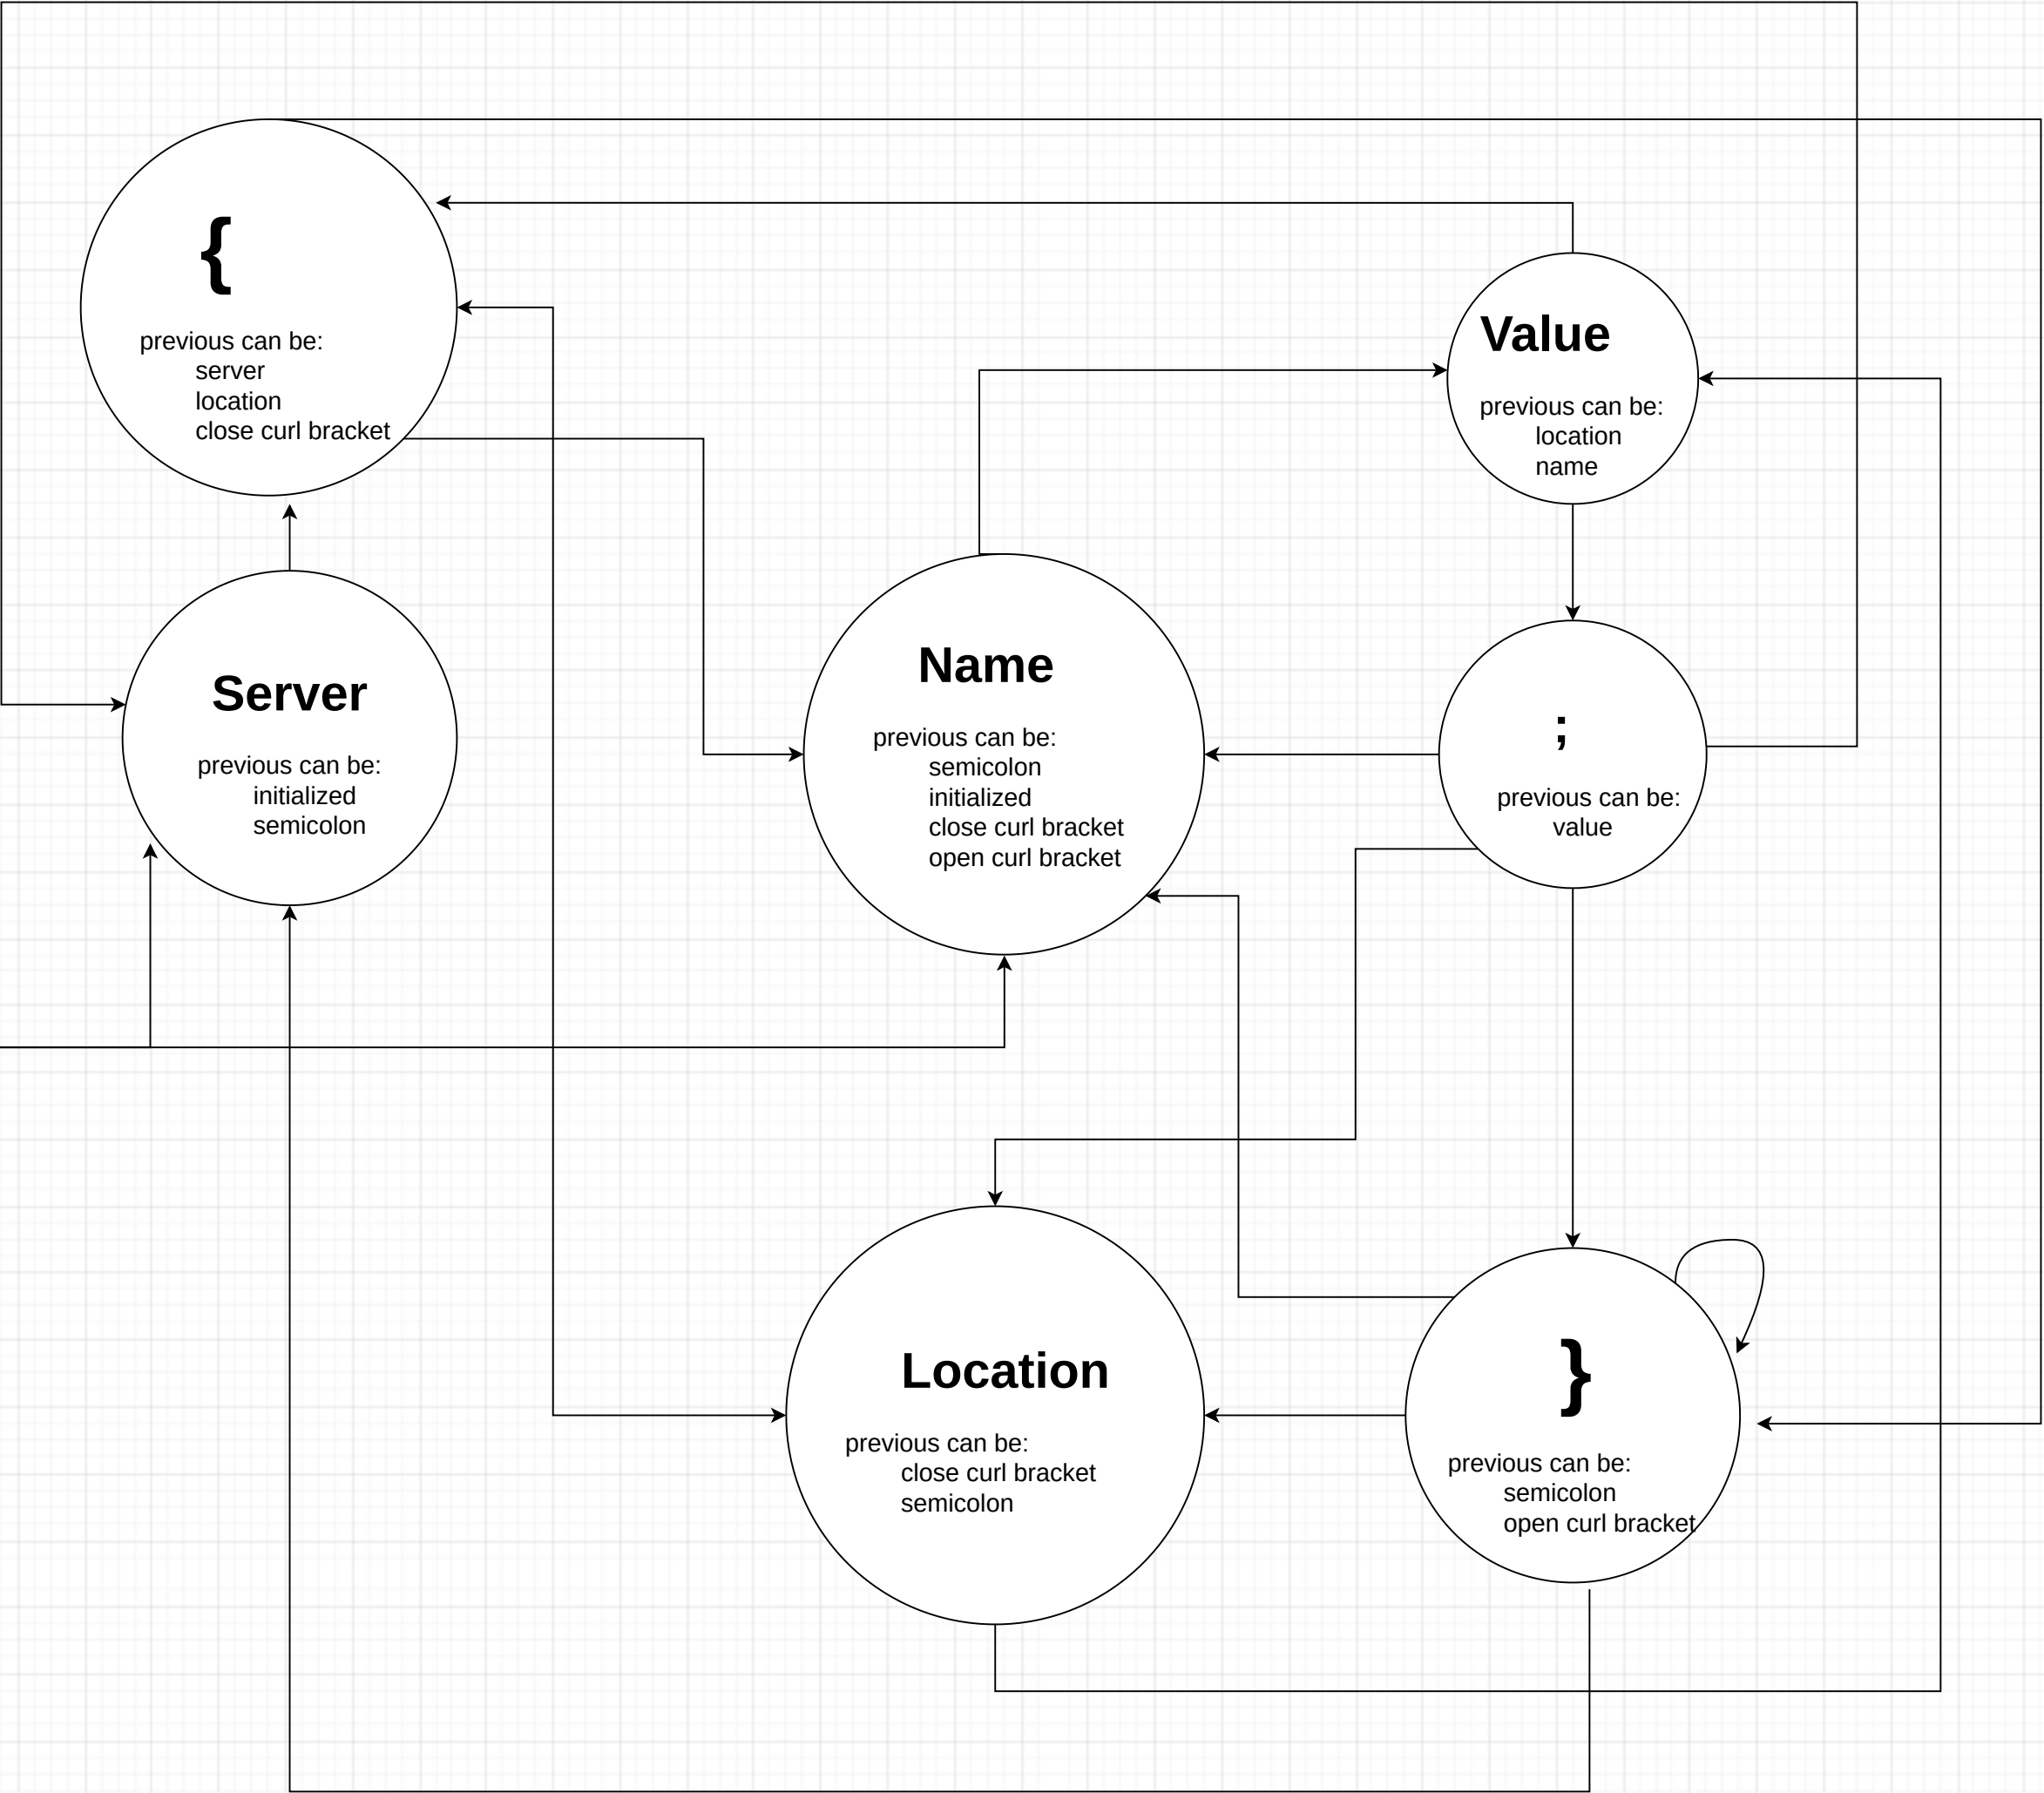 {
previous can be:
server
location
close curl bracket
Value
previous can be:
location
name
Server
previous can be:
initialized
semicolon
Name
previous can be:
semicolon
initialized
close curl bracket
open curl bracket
;
previous can be:
value
Location
previous can be:
close curl bracket
semicolon
}
previous can be:
semicolon
open curl bracket